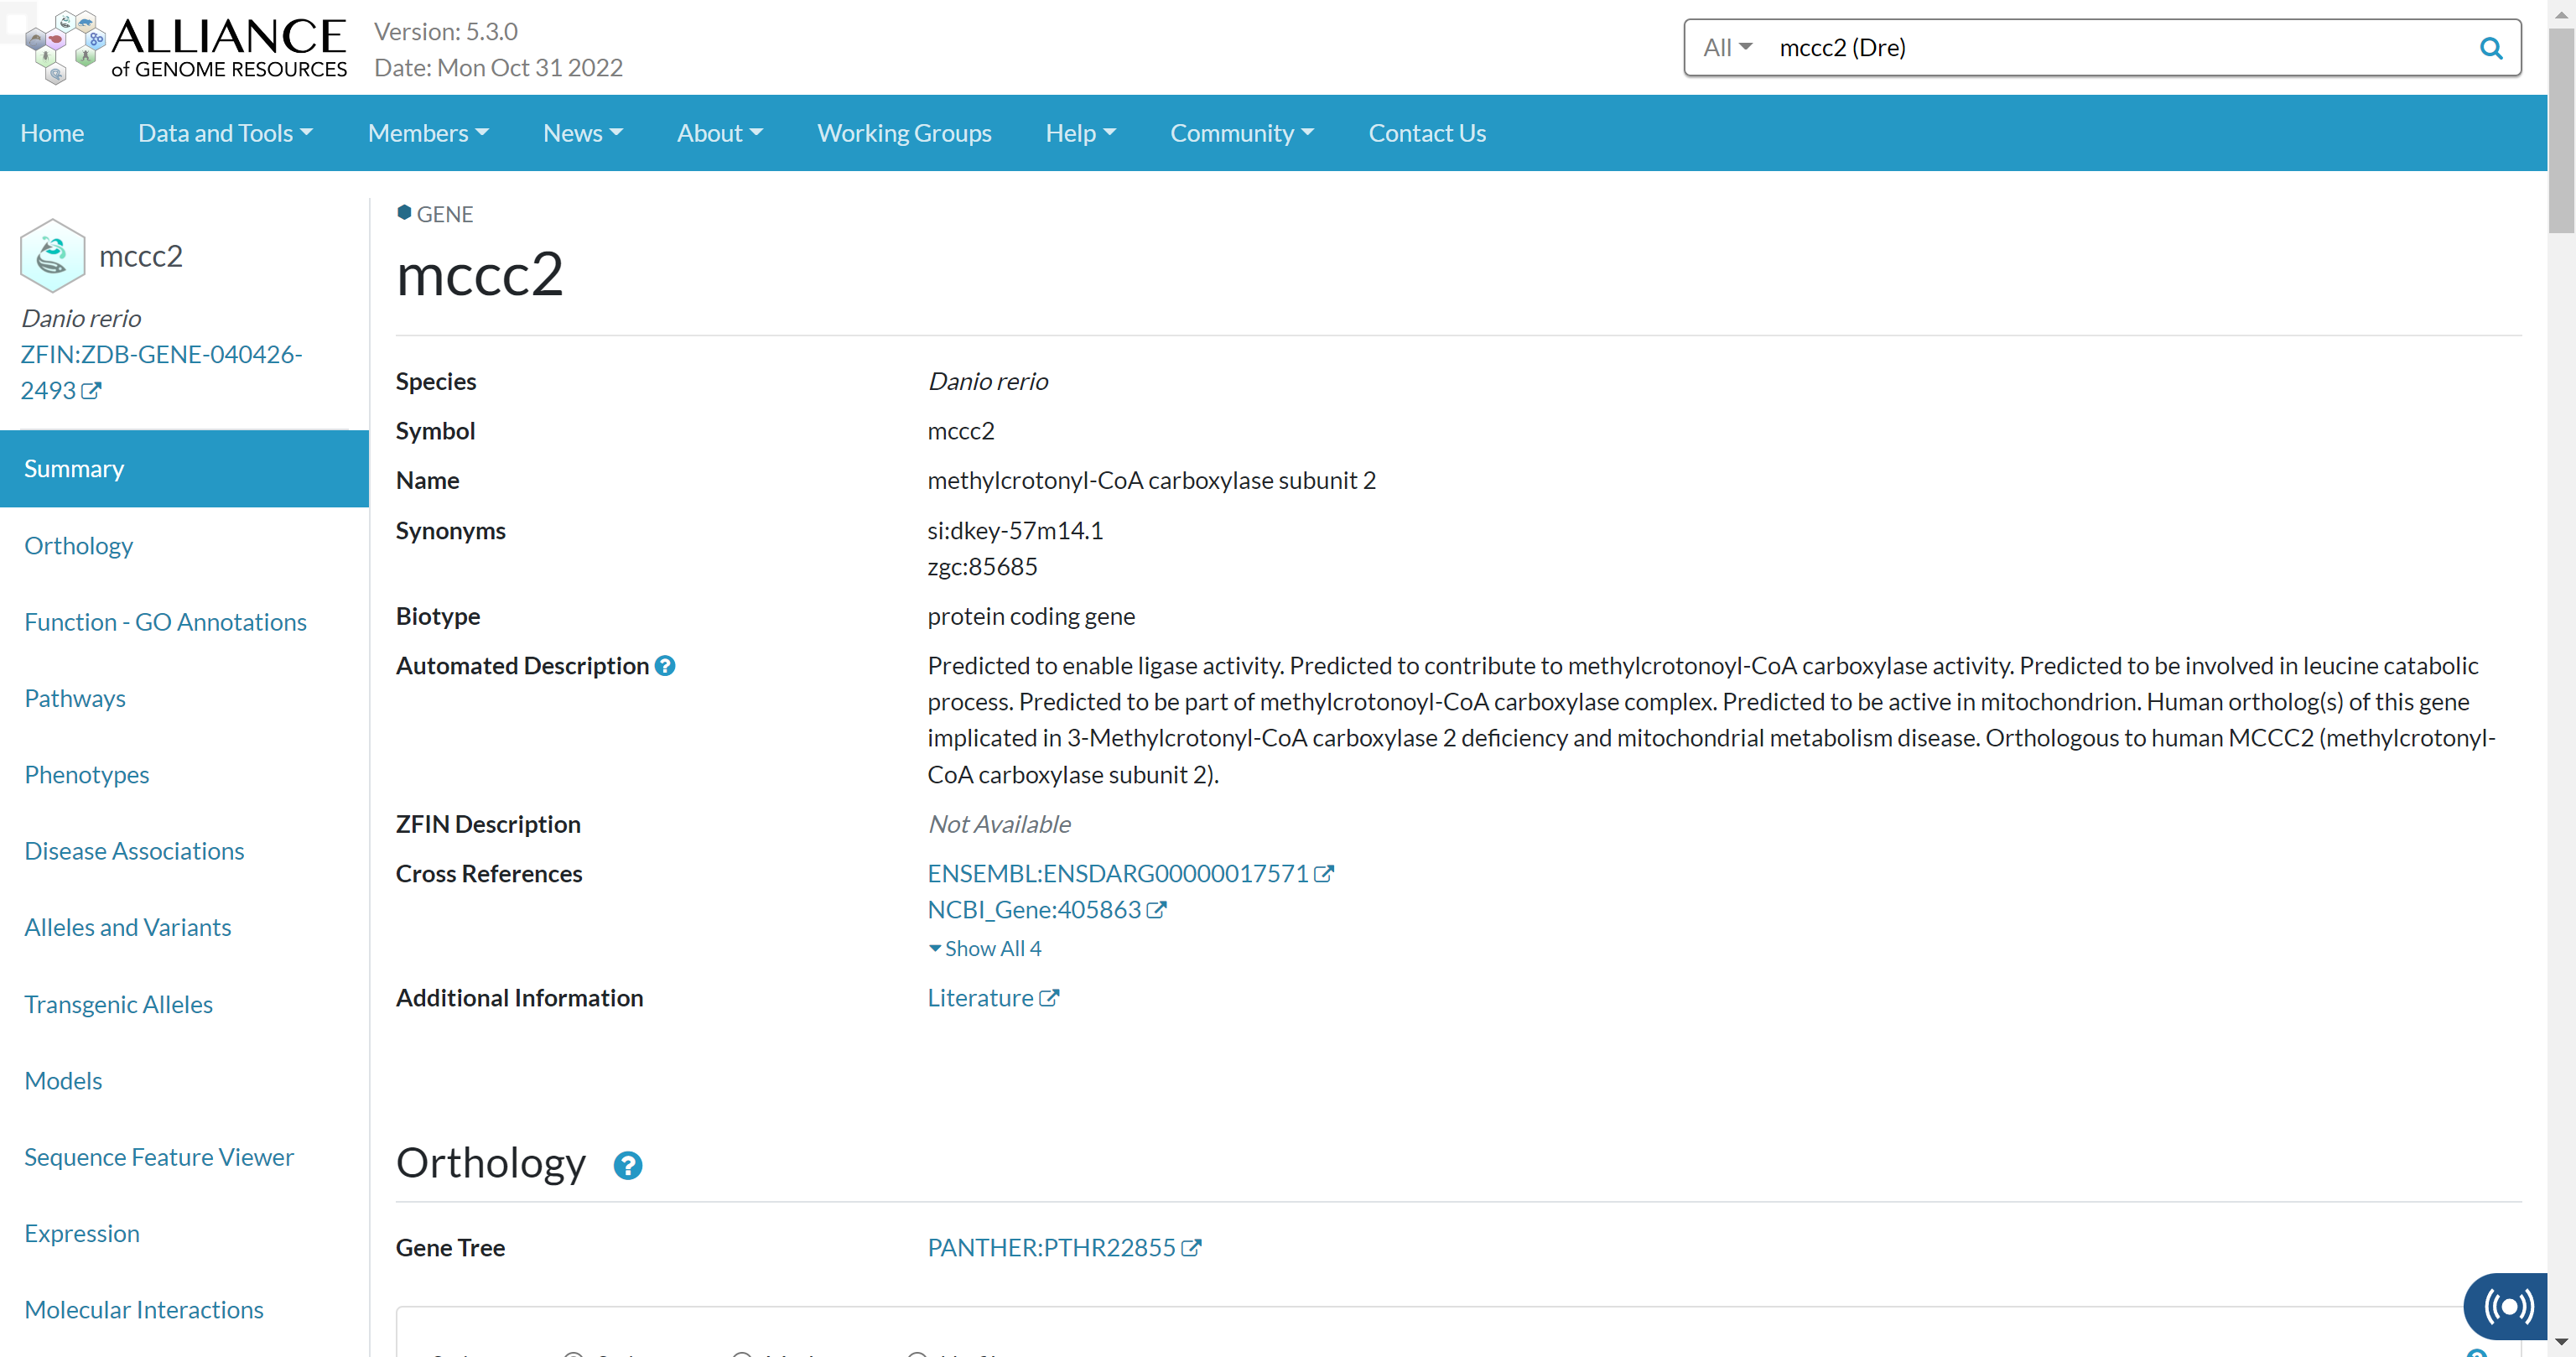 ALLIANCE
of GENOME RESOURCES
Version: 5.3.0
Date: Mon Oct 31 2022
All
mccc2 (Dre)
Home
Data and Tools
Members
News
About
Working Groups
Help
Community
Contact Us
mccc2
Danio rerio
ZFIN:ZDB-GENE-040426-
2493
Summary
Orthology
Function - GO Annotations
Pathways
Phenotypes
Disease Associations
Alleles and Variants
Transgenic Alleles
Models
Sequence Feature Viewer
Expression
Molecular Interactions
GENE
mccc2
Species
Danio rerio
Symbol
mccc2
Name
methylcrotonyl-CoA carboxylase subunit 2
Synonyms
si:dkey-57m14.1
zgc:85685
Biotype
protein coding gene
Automated Description
Predicted to enable ligase activity. Predicted to contribute to methylcrotonoyl-CoA carboxylase activity. Predicted to be involved in leucine catabolic
process. Predicted to be part of methylcrotonoyl-CoA carboxylase complex. Predicted to be active in mitochondrion. Human ortholog(s) of this gene
implicated in 3-Methylcrotonyl-CoA carboxylase 2 deficiency and mitochondrial metabolism disease. Orthologous to human MCCC2 (methylcrotonyl-
CoA carboxylase subunit 2).
ZFIN Description
Not Available
Cross References
ENSEMBL:ENSDARG00000017571
NCBI_Gene:405863
Show All 4
Additional Information
Literature
Orthology
Gene Tree
PANTHER:PTHR22855